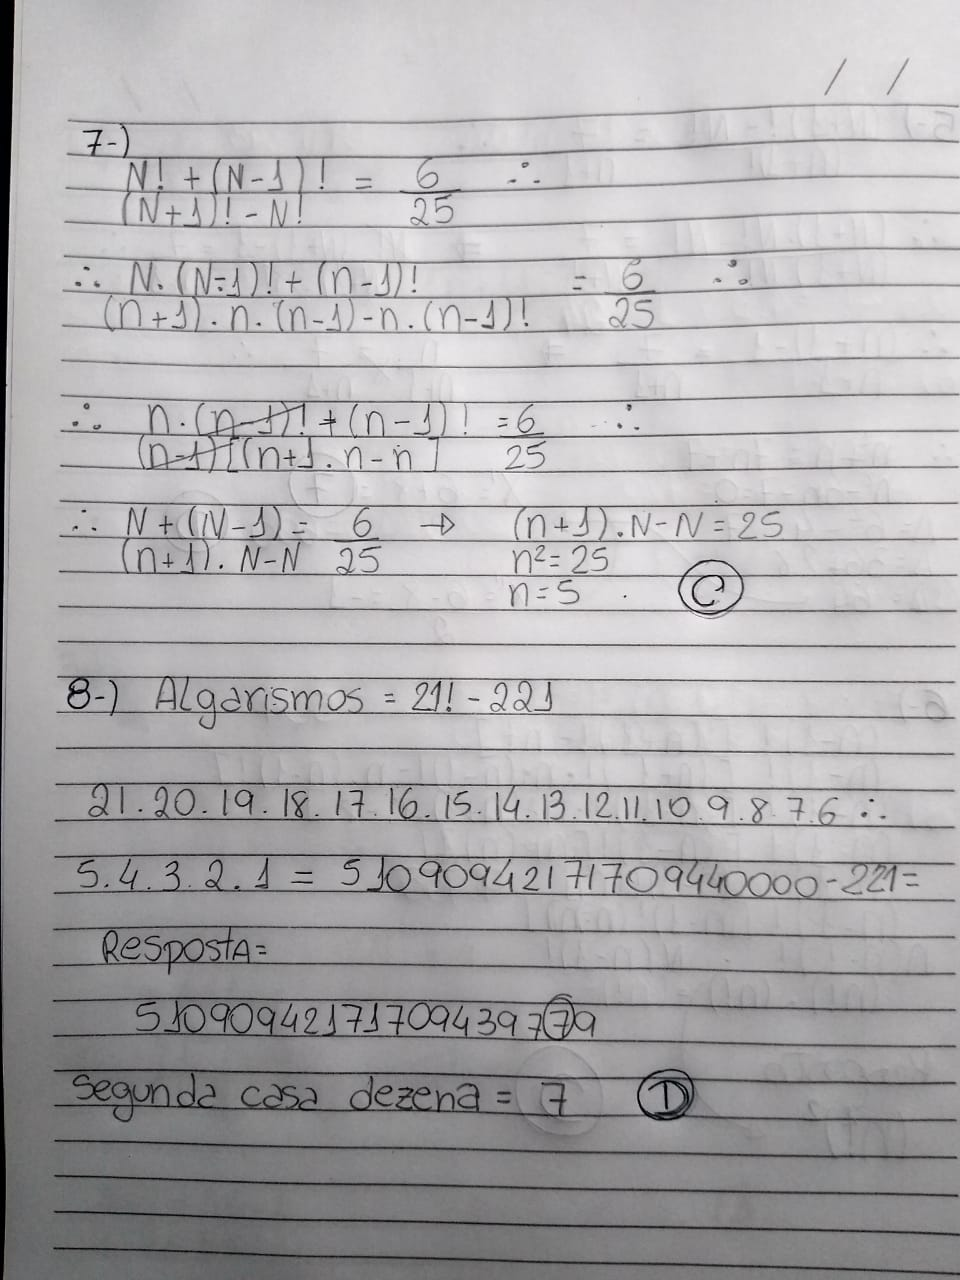 / /
7-)
N! + (N-1)! = 6 ∴
(N+1)! - N! 25
∴ N. (N-1)! + (n-1)! = 6 ∴
(n+1). n. (n-1) - n. (n-1)! 25
∴ n. (n-1)! + (n-1)! = 6 ∴
(n-1) [(n+1. n - n] 25
∴ N + (N-1) = 6 → (n+1). N - N = 25
(n+1). N-N 25 n² = 25
n = 5 . C
8-) Algarismos = 21! - 221
21.20.19.18.17.16.15.14.13.12.11.10.9.8.7.6 ∴
5.4.3.2.1 = 51090942171709440000-221=
Resposta=
51090942171709439779
Segunda casa dezena = 7 D